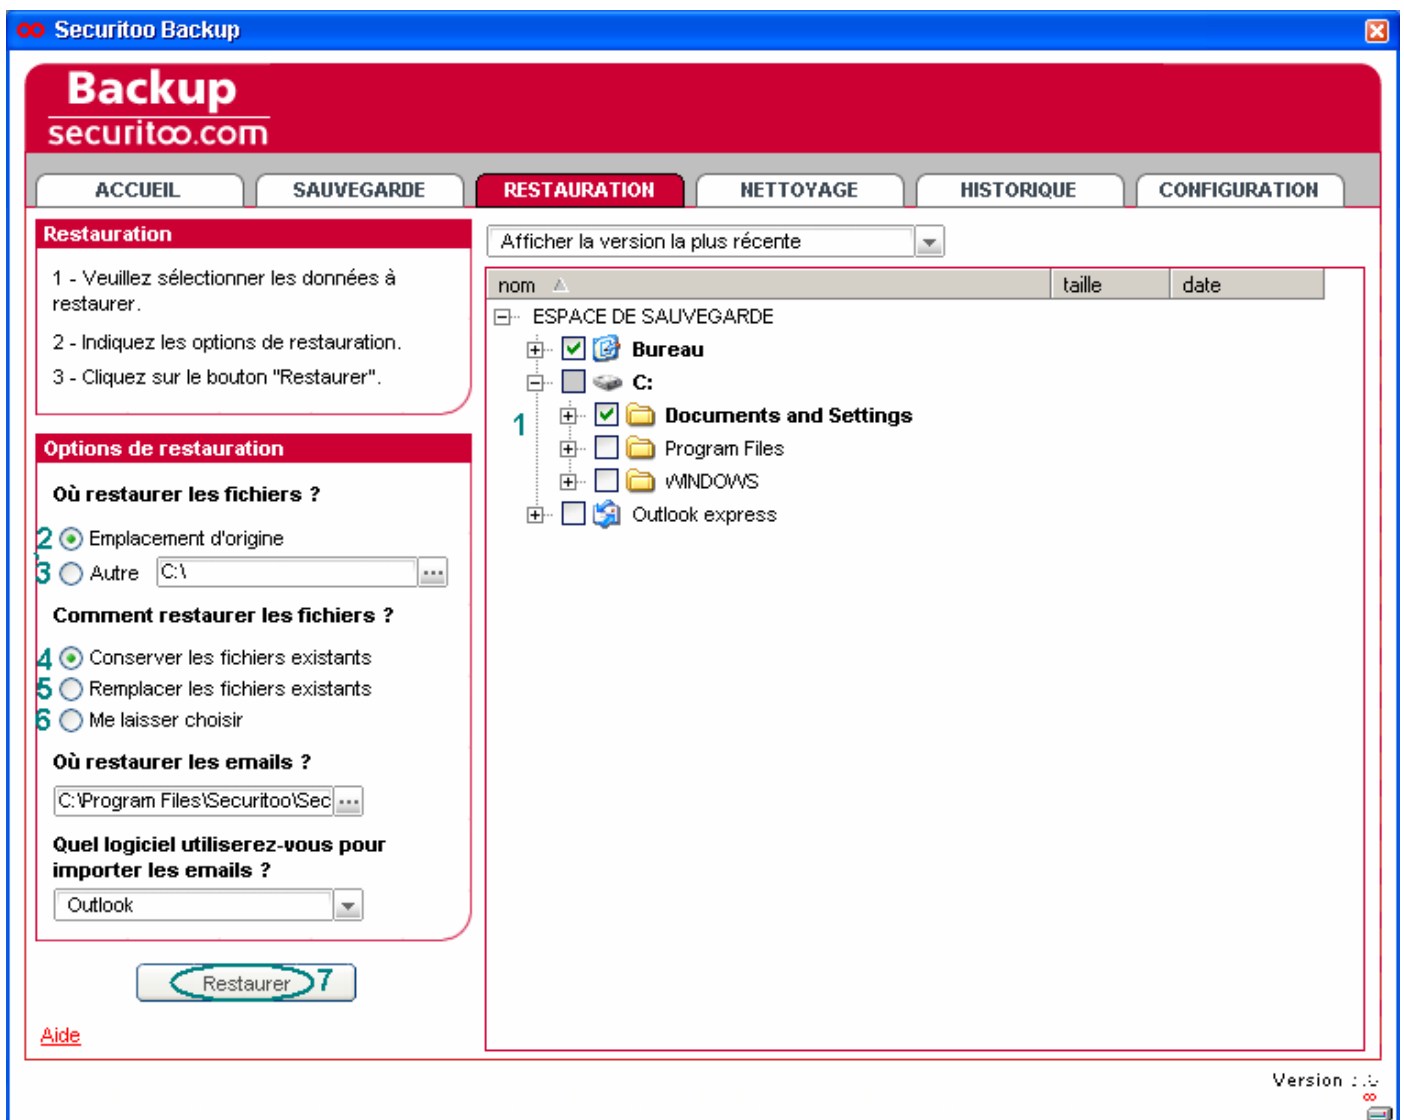 Securitoo Backup
Backup
securitoo.com
ACCUEIL SAUVEGARDE RESTAURATION NETTOYAGE HISTORIQUE CONFIGURATION
Restauration
1 - Veuillez sélectionner les données à
restaurer.
2 - Indiquez les options de restauration.
3 - Cliquez sur le bouton "Restaurer".
Options de restauration
Où restaurer les fichiers ?
2 Emplacement d'origine
3 Autre C:\ ...
Comment restaurer les fichiers ?
4 Conserver les fichiers existants
5 Remplacer les fichiers existants
6 Me laisser choisir
Où restaurer les emails ?
C:\Program Files\Securitoo\Sec ...
Quel logiciel utiliserez-vous pour
importer les emails ?
Outlook
Restaurer 7
Aide
Afficher la version la plus récente
nom taille date
ESPACE DE SAUVEGARDE
Bureau
C:
1
Documents and Settings
Program Files
WINDOWS
Outlook express
Version